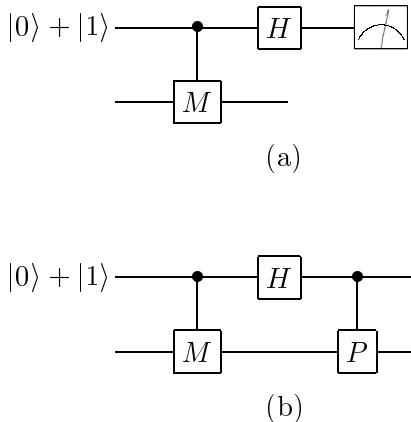 |0⟩ + |1⟩ H
M
(a)
|0⟩ + |1⟩ H
M P
(b)